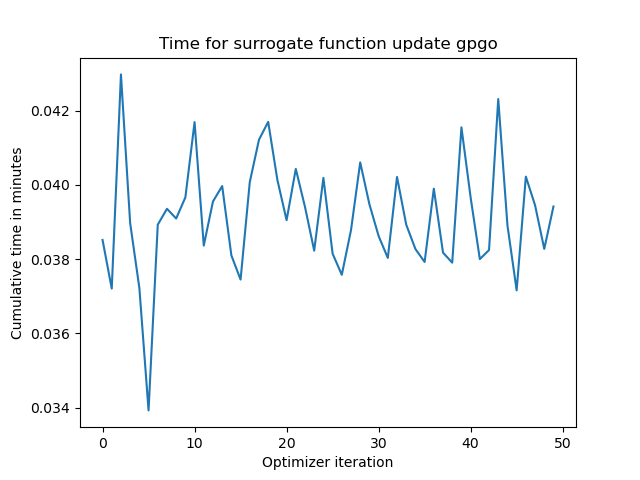 Time for surrogate function update gpgo
Cumulative time in minutes
0.042
0.040
0.038
0.036
0.034
0 10 20 30 40 50
Optimizer iteration